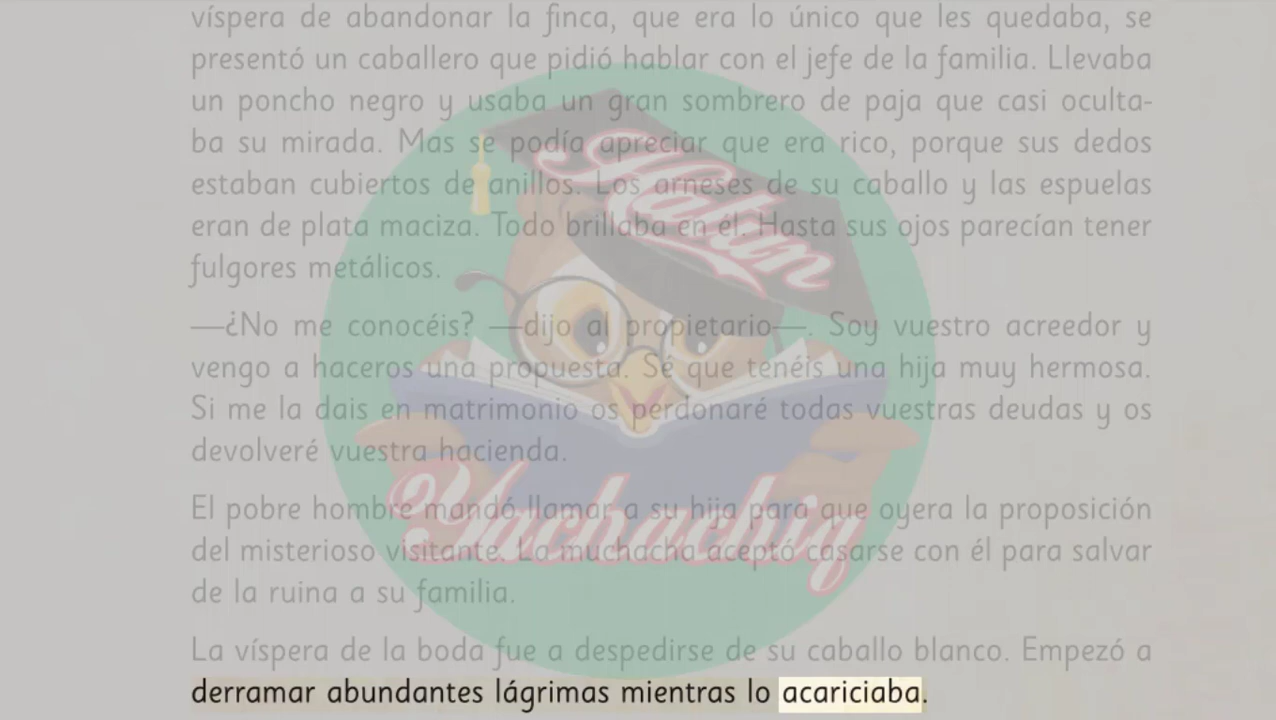 víspera de abandonar la finca, que era lo único que les quedaba, se
presentó un caballero que pidió hablar con el jefe de la familia. Llevaba
un poncho negro y usaba un gran sombrero de paja que casi oculta-
ba su mirada. Mas se podía apreciar que era rico, porque sus dedos
estaban cubiertos de anillos. Los arneses de su caballo y las espuelas
eran de plata maciza. Todo brillaba en él. Hasta sus ojos parecían tener
fulgores metálicos.
—¿No me conocéis? —dijo al propietario—. Soy vuestro acreedor y
vengo a haceros una propuesta. Sé que tenéis una hija muy hermosa.
Si me la dais en matrimonio os perdonaré todas vuestras deudas y os
devolveré vuestra hacienda.
El pobre hombre mandó llamar a su hija para que oyera la proposición
del misterioso visitante. La muchacha aceptó casarse con él para salvar
de la ruina a su familia.
La víspera de la boda fue a despedirse de su caballo blanco. Empezó a
derramar abundantes lágrimas mientras lo acariciaba.
Hatun
Yachachiq